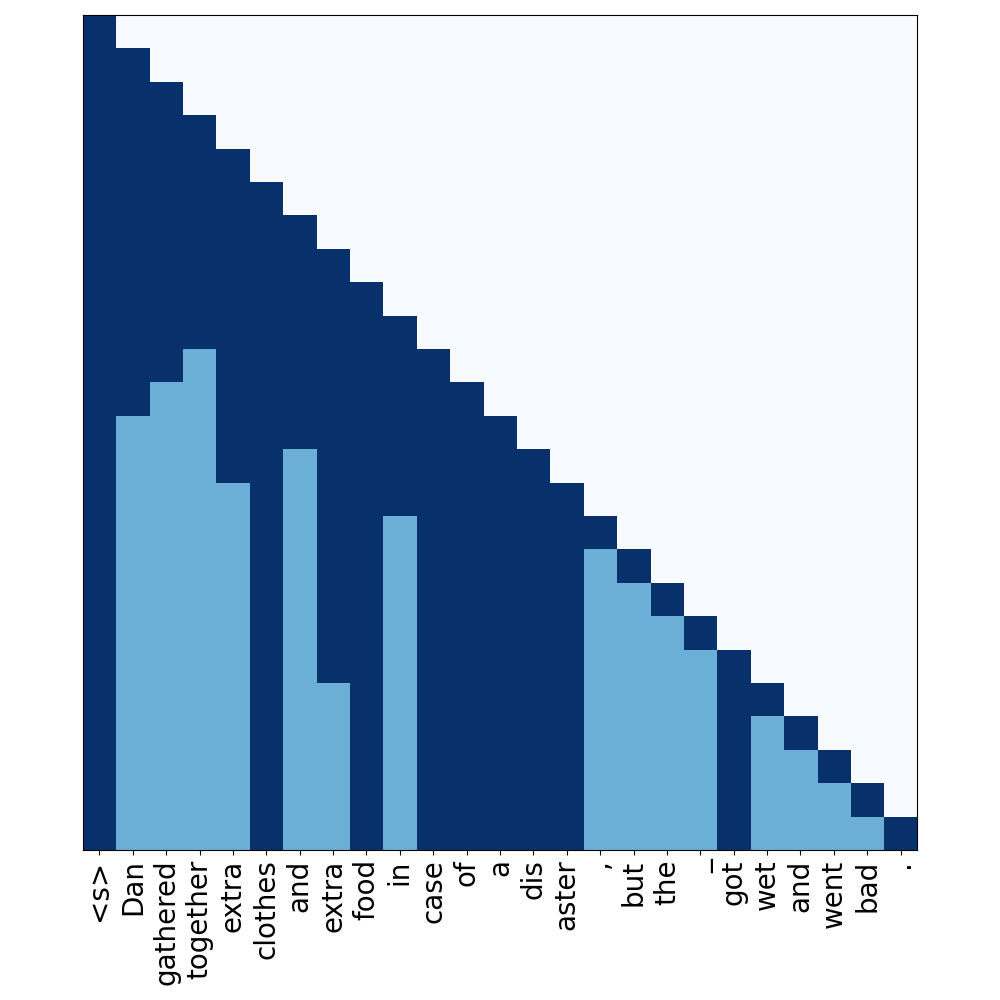 <s>
Dan
gathered
together
extra
clothes
and
extra
food
in
case
of
a
dis
aster
,
but
the
_
got
wet
and
went
bad
.